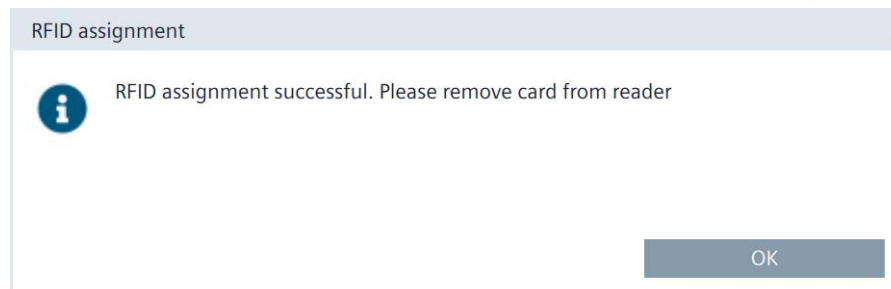 RFID assignment
RFID assignment successful. Please remove card from reader
OK